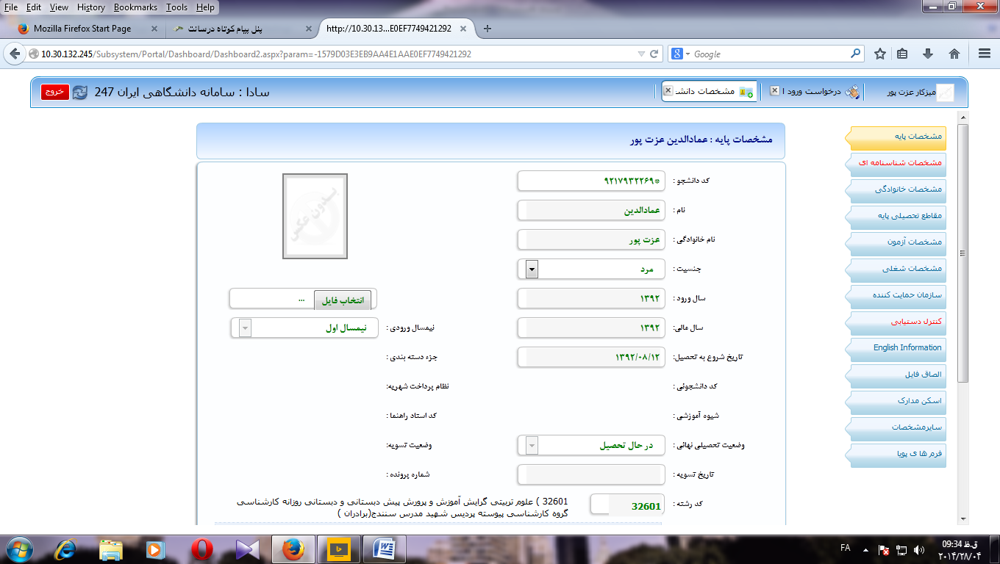 File Edit View History Bookmarks Tools Help
Mozilla Firefox Start Page
پنل پیام کوتاه درسانت
http://10.30.13...E0EF7749421292
10.30.132.245/Subsystem/Portal/Dashboard/Dashboard2.aspx?param=-1579D03E3EB9AA4E1AAE0EF7749421292
Google
میزکار عزت پور
درخواست ورود ا
مشخصات دانشـ
سادا : سامانه دانشگاهی ایران 247
خروج
مشخصات پایه
مشخصات شناسنامه ای
مشخصات خانوادگی
مقاطع تحصیلی پایه
مشخصات آزمون
مشخصات شغلی
سازمان حمایت کننده
کنترل دستیابی
English Information
الصاق فایل
اسکن مدارک
سایرمشخصات
فرم ها ی پویا
مشخصات پایه : عمادالدین عزت پور
کد دانشجو : *۹۲۱۷۹۳۲۲۶۹
بدون عکس
نام : عمادالدین
نام خانوادگی : عزت پور
جنسیت : مرد
سال ورود : ۱۳۹۲
انتخاب فایل ...
سال مالی: ۱۳۹۲
نیمسال ورودی : نیمسال اول
تاریخ شروع به تحصیل: ۱۳۹۲/۰۸/۱۲
جزء دسته بندی :
کد دانشجوئی :
نظام پرداخت شهریه:
شیوه آموزشی :
کد استاد راهنما :
وضعیت تحصیلی نهائی : در حال تحصیل
وضعیت تسویه:
تاریخ تسویه :
شماره پرونده :
کد رشته : 32601
32601 ) علوم تربیتی گرایش آموزش و پرورش پیش دبستانی و دبستانی روزانه کارشناسی
گروه کارشناسی پیوسته پردیس شهید مدرس سنندج(برادران )
FA
09:34 ق.ظ
۲۰۱۴/۲۸/۰۴